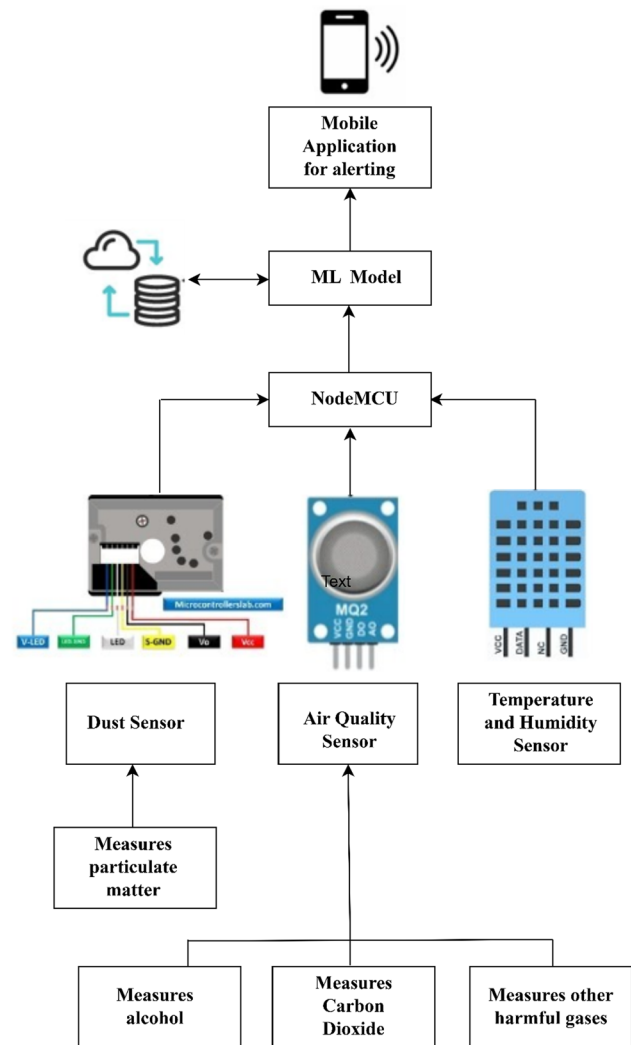 Mobile
Application
for alerting
ML Model
NodeMCU
Text
MQ2
VCC
GND
DO
AO
VCC
DATA
NC
GND
Microcontrollerslab.com
V-LED
LED
S-GND
Vo
Vcc
Dust Sensor
Air Quality
Sensor
Temperature
and Humidity
Sensor
Measures
particulate
matter
Measures
alcohol
Measures
Carbon
Dioxide
Measures other
harmful gases